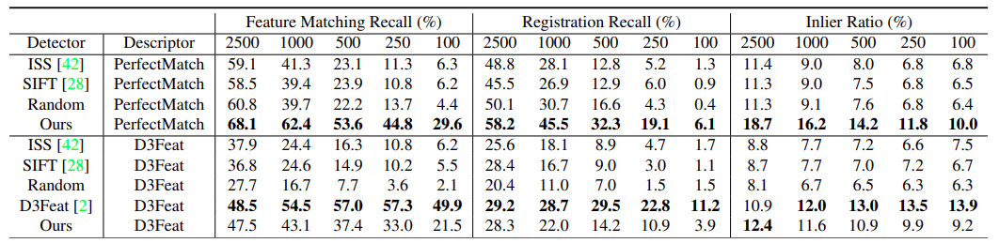 Feature Matching Recall (%) Registration Recall (%) Inlier Ratio (%)
Detector Descriptor 2500 1000 500 250 100 2500 1000 500 250 100 2500 1000 500 250 100
ISS [42] PerfectMatch 59.1 41.3 23.1 11.3 6.3 48.8 28.1 12.8 5.2 1.3 11.4 9.0 8.0 6.8 6.8
SIFT [28] PerfectMatch 58.5 39.4 23.9 10.8 6.2 45.5 26.9 12.9 6.0 0.9 11.3 9.0 7.5 6.8 6.5
Random PerfectMatch 60.8 39.7 22.2 13.7 4.4 50.1 30.7 16.6 4.3 0.4 11.3 9.1 7.6 6.8 6.4
Ours PerfectMatch 68.1 62.4 53.6 44.8 29.6 58.2 45.5 32.3 19.1 6.1 18.7 16.2 14.2 11.8 10.0
ISS [42] D3Feat 37.9 24.4 16.3 10.8 6.2 25.6 18.1 8.9 4.7 1.7 8.8 7.7 7.2 6.6 7.5
SIFT [28] D3Feat 36.8 24.6 14.9 10.2 5.5 28.4 16.7 9.0 3.0 1.1 8.7 7.7 7.0 7.2 6.7
Random D3Feat 27.7 16.7 7.7 3.6 2.1 20.4 11.0 7.0 1.5 1.5 8.1 6.7 6.5 6.3 6.3
D3Feat [2] D3Feat 48.5 54.5 57.0 57.3 49.9 29.2 28.7 29.5 22.8 11.2 10.9 12.0 13.0 13.5 13.9
Ours D3Feat 47.5 43.1 37.4 33.0 21.5 28.3 22.0 14.2 10.9 3.9 12.4 11.6 10.9 9.9 9.2